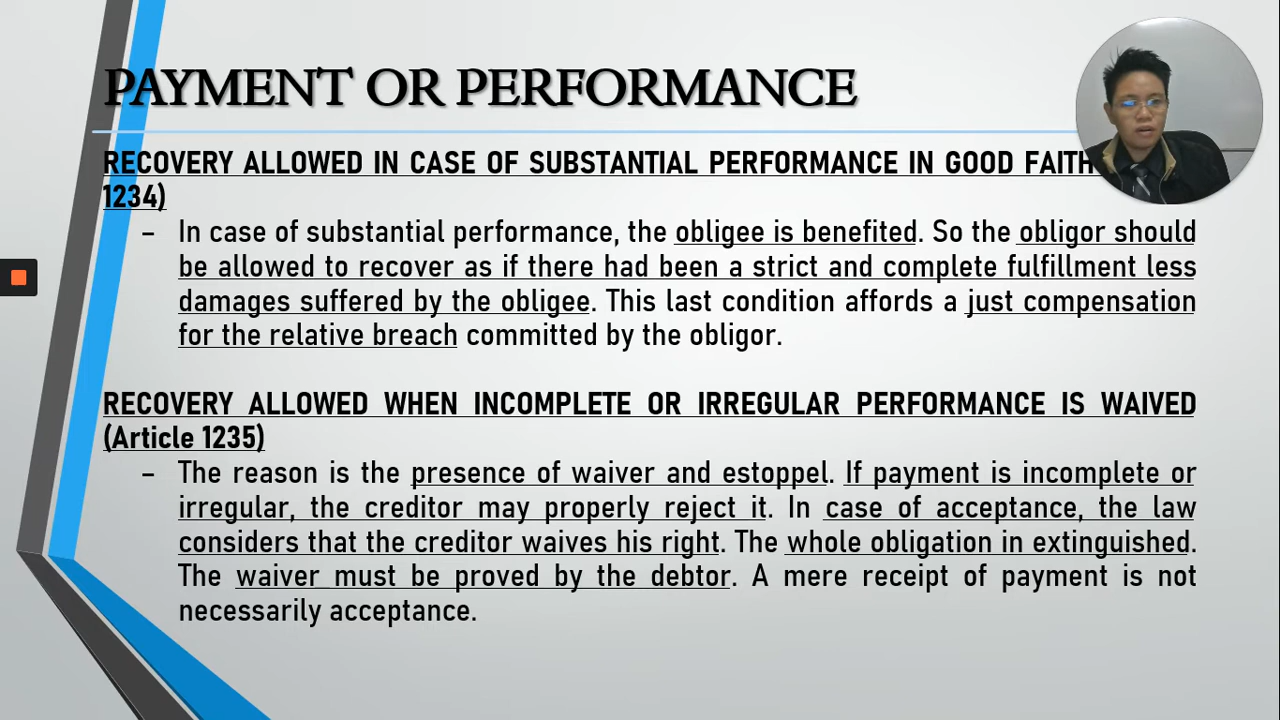 PAYMENT OR PERFORMANCE
RECOVERY ALLOWED IN CASE OF SUBSTANTIAL PERFORMANCE IN GOOD FAITH
1234)
– In case of substantial performance, the obligee is benefited. So the obligor should
be allowed to recover as if there had been a strict and complete fulfillment less
damages suffered by the obligee. This last condition affords a just compensation
for the relative breach committed by the obligor.
RECOVERY ALLOWED WHEN INCOMPLETE OR IRREGULAR PERFORMANCE IS WAIVED
(Article 1235)
– The reason is the presence of waiver and estoppel. If payment is incomplete or
irregular, the creditor may properly reject it. In case of acceptance, the law
considers that the creditor waives his right. The whole obligation in extinguished.
The waiver must be proved by the debtor. A mere receipt of payment is not
necessarily acceptance.